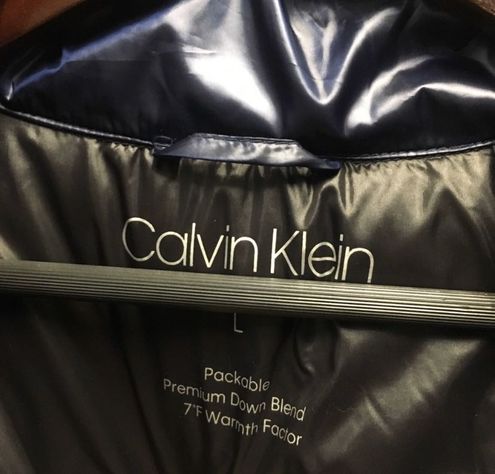 Calvin Klein
L
Packable
Premium Down Blend
7°F Warmth Factor